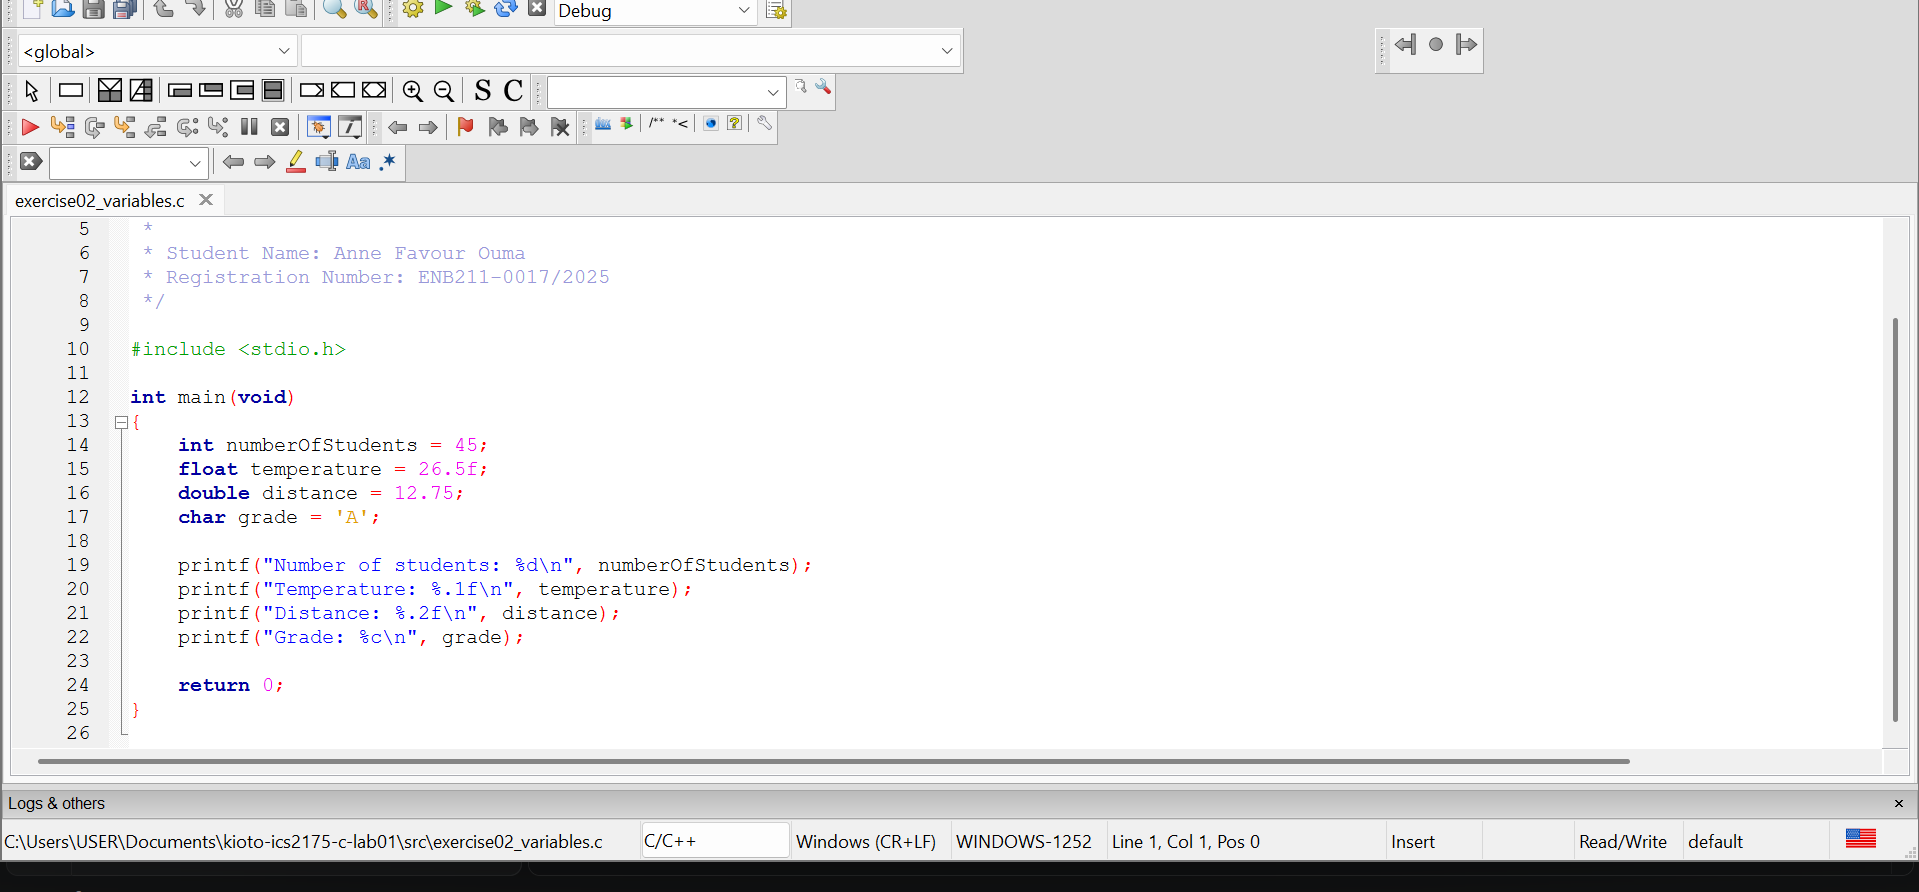 Debug
<global>
S C
/** *<
Aa .*
exercise02_variables.c
5 *
6 * Student Name: Anne Favour Ouma
7 * Registration Number: ENB211-0017/2025
8 */
9
10 #include <stdio.h>
11
12 int main(void)
13 {
14 int numberOfStudents = 45;
15 float temperature = 26.5f;
16 double distance = 12.75;
17 char grade = 'A';
18
19 printf("Number of students: %d\n", numberOfStudents);
20 printf("Temperature: %.1f\n", temperature);
21 printf("Distance: %.2f\n", distance);
22 printf("Grade: %c\n", grade);
23
24 return 0;
25 }
26
Logs & others
C:\Users\USER\Documents\kioto-ics2175-c-lab01\src\exercise02_variables.c C/C++ Windows (CR+LF) WINDOWS-1252 Line 1, Col 1, Pos 0 Insert Read/Write default